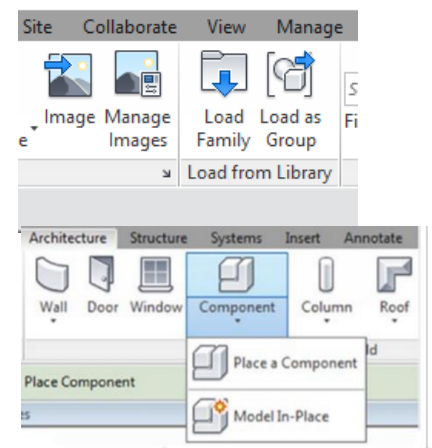 Site Collaborate View Manage
Image Manage Images Load Family Load as Group
Load from Library
Architecture Structure Systems Insert Annotate
Wall Door Window Component Column Roof
Place a Component
Place Component
Model In-Place